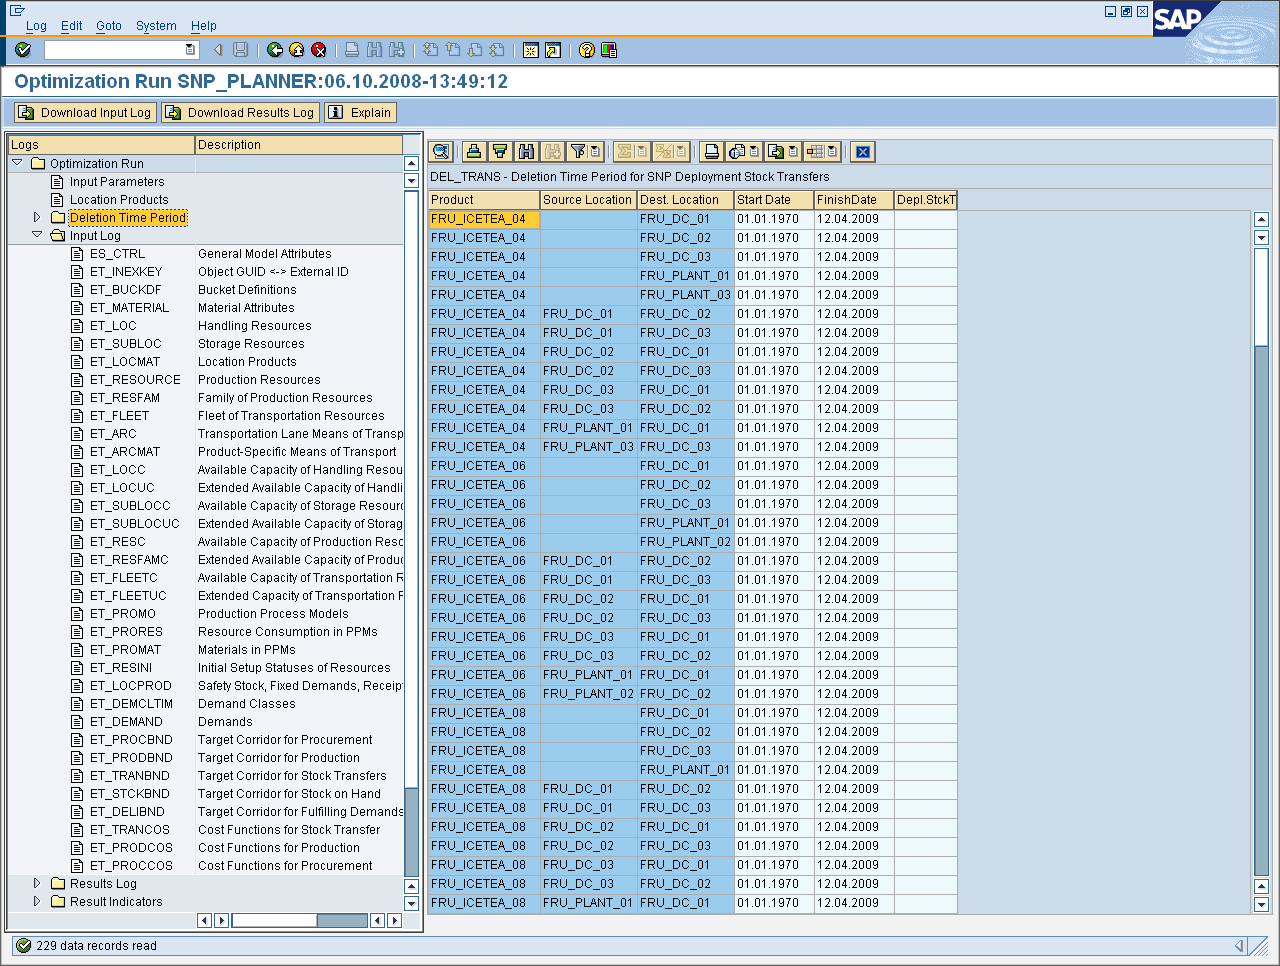 Log Edit Goto System Help
SAP
Optimization Run SNP_PLANNER:06.10.2008-13:49:12
Download Input Log Download Results Log Explain
Logs Description
Optimization Run
Input Parameters
Location Products
Deletion Time Period
Input Log
ES_CTRL General Model Attributes
ET_INEXKEY Object GUID <-> External ID
ET_BUCKDF Bucket Definitions
ET_MATERIAL Material Attributes
ET_LOC Handling Resources
ET_SUBLOC Storage Resources
ET_LOCMAT Location Products
ET_RESOURCE Production Resources
ET_RESFAM Family of Production Resources
ET_FLEET Fleet of Transportation Resources
ET_ARC Transportation Lane Means of Transp
ET_ARCMAT Product-Specific Means of Transport
ET_LOCC Available Capacity of Handling Resou
ET_LOCUC Extended Available Capacity of Handli
ET_SUBLOCC Available Capacity of Storage Resourc
ET_SUBLOCUC Extended Available Capacity of Storag
ET_RESC Available Capacity of Production Resc
ET_RESFAMC Extended Available Capacity of Produc
ET_FLEETC Available Capacity of Transportation R
ET_FLEETUC Extended Capacity of Transportation F
ET_PROMO Production Process Models
ET_PRORES Resource Consumption in PPMs
ET_PROMAT Materials in PPMs
ET_RESINI Initial Setup Statuses of Resources
ET_LOCPROD Safety Stock, Fixed Demands, Receip
ET_DEMCLTIM Demand Classes
ET_DEMAND Demands
ET_PROCBND Target Corridor for Procurement
ET_PRODBND Target Corridor for Production
ET_TRANBND Target Corridor for Stock Transfers
ET_STCKBND Target Corridor for Stock on Hand
ET_DELIBND Target Corridor for Fulfilling Demands
ET_TRANCOS Cost Functions for Stock Transfer
ET_PRODCOS Cost Functions for Production
ET_PROCCOS Cost Functions for Procurement
Results Log
Result Indicators
DEL_TRANS - Deletion Time Period for SNP Deployment Stock Transfers
Product Source Location Dest. Location Start Date FinishDate Depl.StckT
FRU_ICETEA_04 FRU_DC_01 01.01.1970 12.04.2009
FRU_ICETEA_04 FRU_DC_02 01.01.1970 12.04.2009
FRU_ICETEA_04 FRU_DC_03 01.01.1970 12.04.2009
FRU_ICETEA_04 FRU_PLANT_01 01.01.1970 12.04.2009
FRU_ICETEA_04 FRU_PLANT_03 01.01.1970 12.04.2009
FRU_ICETEA_04 FRU_DC_01 FRU_DC_02 01.01.1970 12.04.2009
FRU_ICETEA_04 FRU_DC_01 FRU_DC_03 01.01.1970 12.04.2009
FRU_ICETEA_04 FRU_DC_02 FRU_DC_01 01.01.1970 12.04.2009
FRU_ICETEA_04 FRU_DC_02 FRU_DC_03 01.01.1970 12.04.2009
FRU_ICETEA_04 FRU_DC_03 FRU_DC_01 01.01.1970 12.04.2009
FRU_ICETEA_04 FRU_DC_03 FRU_DC_02 01.01.1970 12.04.2009
FRU_ICETEA_04 FRU_PLANT_01 FRU_DC_01 01.01.1970 12.04.2009
FRU_ICETEA_04 FRU_PLANT_03 FRU_DC_03 01.01.1970 12.04.2009
FRU_ICETEA_06 FRU_DC_01 01.01.1970 12.04.2009
FRU_ICETEA_06 FRU_DC_02 01.01.1970 12.04.2009
FRU_ICETEA_06 FRU_DC_03 01.01.1970 12.04.2009
FRU_ICETEA_06 FRU_PLANT_01 01.01.1970 12.04.2009
FRU_ICETEA_06 FRU_PLANT_02 01.01.1970 12.04.2009
FRU_ICETEA_06 FRU_DC_01 FRU_DC_02 01.01.1970 12.04.2009
FRU_ICETEA_06 FRU_DC_01 FRU_DC_03 01.01.1970 12.04.2009
FRU_ICETEA_06 FRU_DC_02 FRU_DC_01 01.01.1970 12.04.2009
FRU_ICETEA_06 FRU_DC_02 FRU_DC_03 01.01.1970 12.04.2009
FRU_ICETEA_06 FRU_DC_03 FRU_DC_01 01.01.1970 12.04.2009
FRU_ICETEA_06 FRU_DC_03 FRU_DC_02 01.01.1970 12.04.2009
FRU_ICETEA_06 FRU_PLANT_01 FRU_DC_01 01.01.1970 12.04.2009
FRU_ICETEA_06 FRU_PLANT_02 FRU_DC_02 01.01.1970 12.04.2009
FRU_ICETEA_08 FRU_DC_01 01.01.1970 12.04.2009
FRU_ICETEA_08 FRU_DC_02 01.01.1970 12.04.2009
FRU_ICETEA_08 FRU_DC_03 01.01.1970 12.04.2009
FRU_ICETEA_08 FRU_PLANT_01 01.01.1970 12.04.2009
FRU_ICETEA_08 FRU_DC_01 FRU_DC_02 01.01.1970 12.04.2009
FRU_ICETEA_08 FRU_DC_01 FRU_DC_03 01.01.1970 12.04.2009
FRU_ICETEA_08 FRU_DC_02 FRU_DC_01 01.01.1970 12.04.2009
FRU_ICETEA_08 FRU_DC_02 FRU_DC_03 01.01.1970 12.04.2009
FRU_ICETEA_08 FRU_DC_03 FRU_DC_01 01.01.1970 12.04.2009
FRU_ICETEA_08 FRU_DC_03 FRU_DC_02 01.01.1970 12.04.2009
FRU_ICETEA_08 FRU_PLANT_01 FRU_DC_01 01.01.1970 12.04.2009
229 data records read